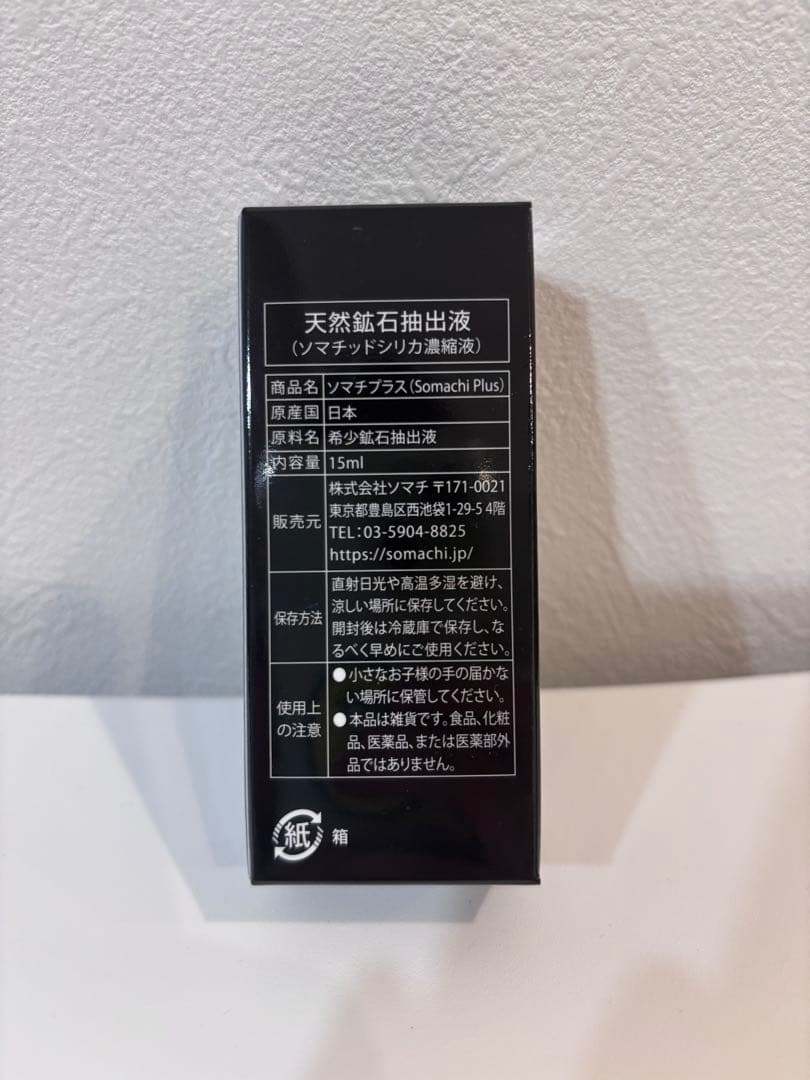 天然鉱石抽出液
(ソマチッドシリカ濃縮液)
商品名 ソマチプラス(Somachi Plus)
原産国 日本
原料名 希少鉱石抽出液
内容量 15ml
販売元 株式会社ソマチ 〒171-0021
東京都豊島区西池袋1-29-5 4階
TEL:03-5904-8825
https://somachi.jp/
保存方法 直射日光や高温多湿を避け、
涼しい場所に保存してください。
開封後は冷蔵庫で保存し、な
るべく早めにご使用ください。
使用上
の注意
●小さなお子様の手の届かな
い場所に保管してください。
●本品は雑貨です。食品、化粧
品、医薬品、または医薬部外
品ではありません。
紙 箱